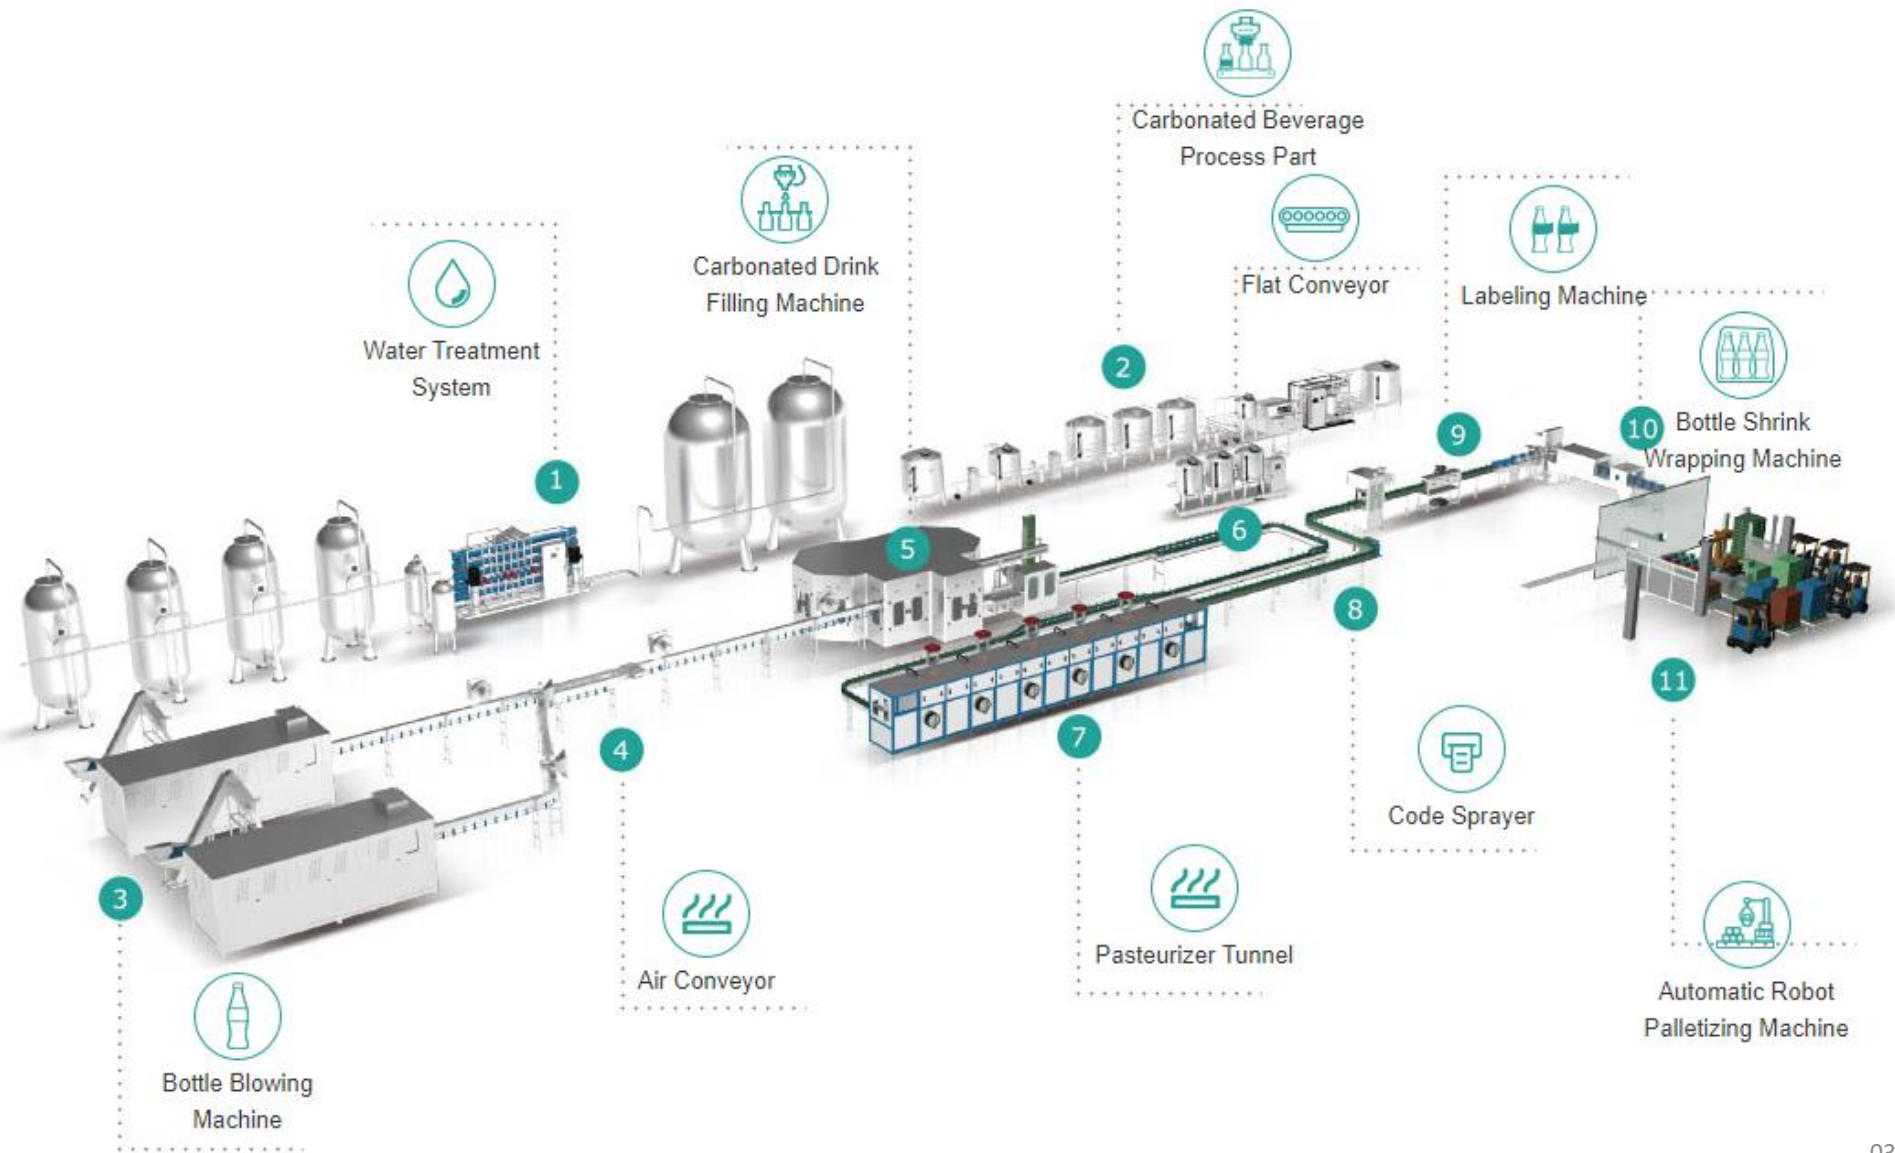 Carbonated Beverage
Process Part
Carbonated Drink
Filling Machine
Flat Conveyor
Labeling Machine
Water Treatment
System
2
9
10
Bottle Shrink
Wrapping Machine
1
5
6
8
11
4
7
3
Code Sprayer
Air Conveyor
Pasteurizer Tunnel
Automatic Robot
Palletizing Machine
Bottle Blowing
Machine
03